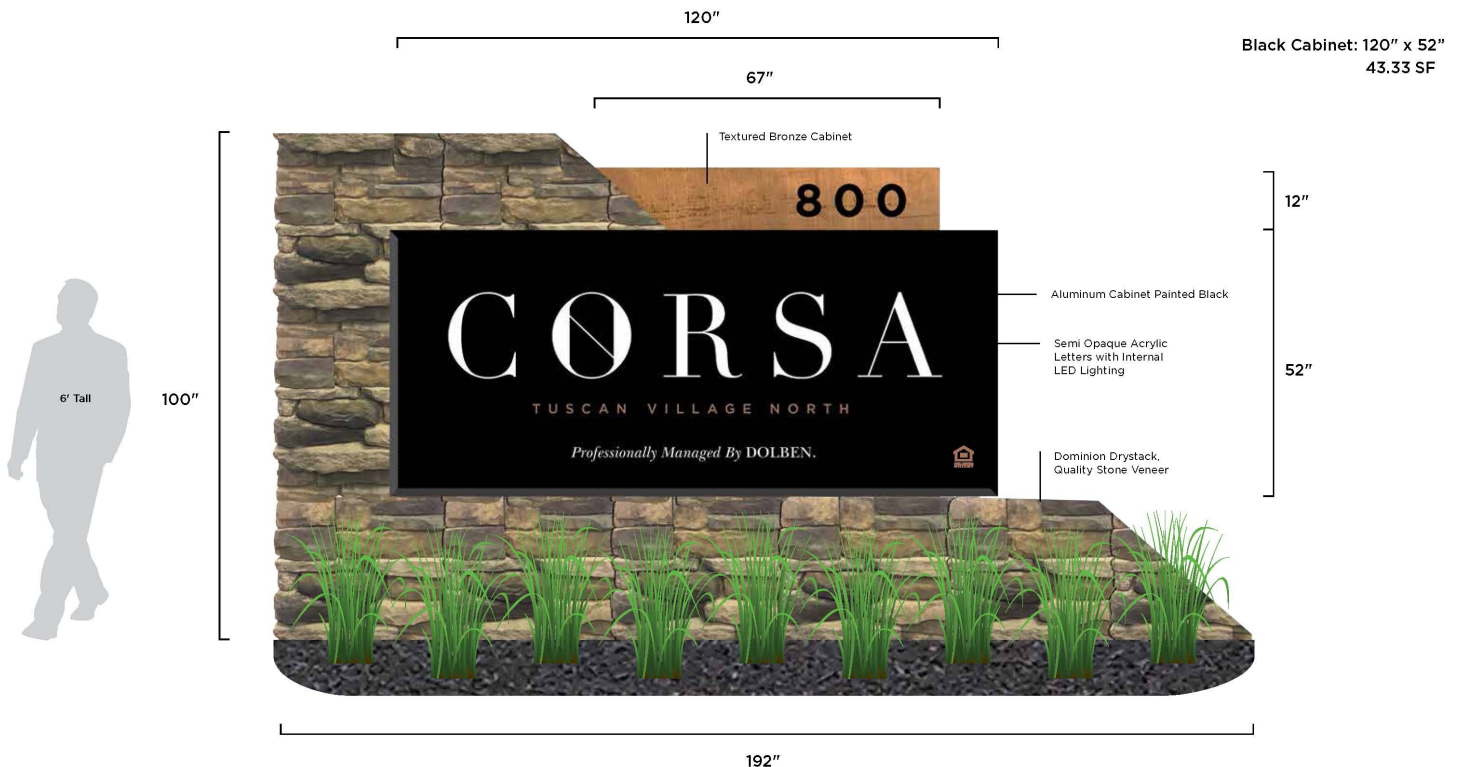 120"
Black Cabinet: 120" x 52”
43.33 SF
67"
Textured Bronze Cabinet
800
12"
CORSA
Aluminum Cabinet Painted Black
Semi Opaque Acrylic
Letters with Internal
LED Lighting
52"
6' Tall
100"
TUSCAN VILLAGE NORTH
Professionally Managed By DOLBEN.
Dominion Drystack,
Quality Stone Veneer
192"